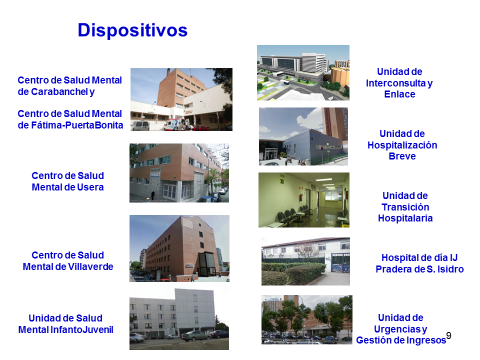 Dispositivos
Centro de Salud Mental
de Carabanchel y
Centro de Salud Mental
de Fátima-PuertaBonita
Centro de Salud
Mental de Usera
Centro de Salud
Mental de Villaverde
Unidad de Salud
Mental InfantoJuvenil
Unidad de
Interconsulta y
Enlace
Unidad de
Hospitalización
Breve
Unidad de
Transición
Hospitalaria
Hospital de día IJ
Pradera de S. Isidro
Unidad de
Urgencias y
Gestión de Ingresos
9